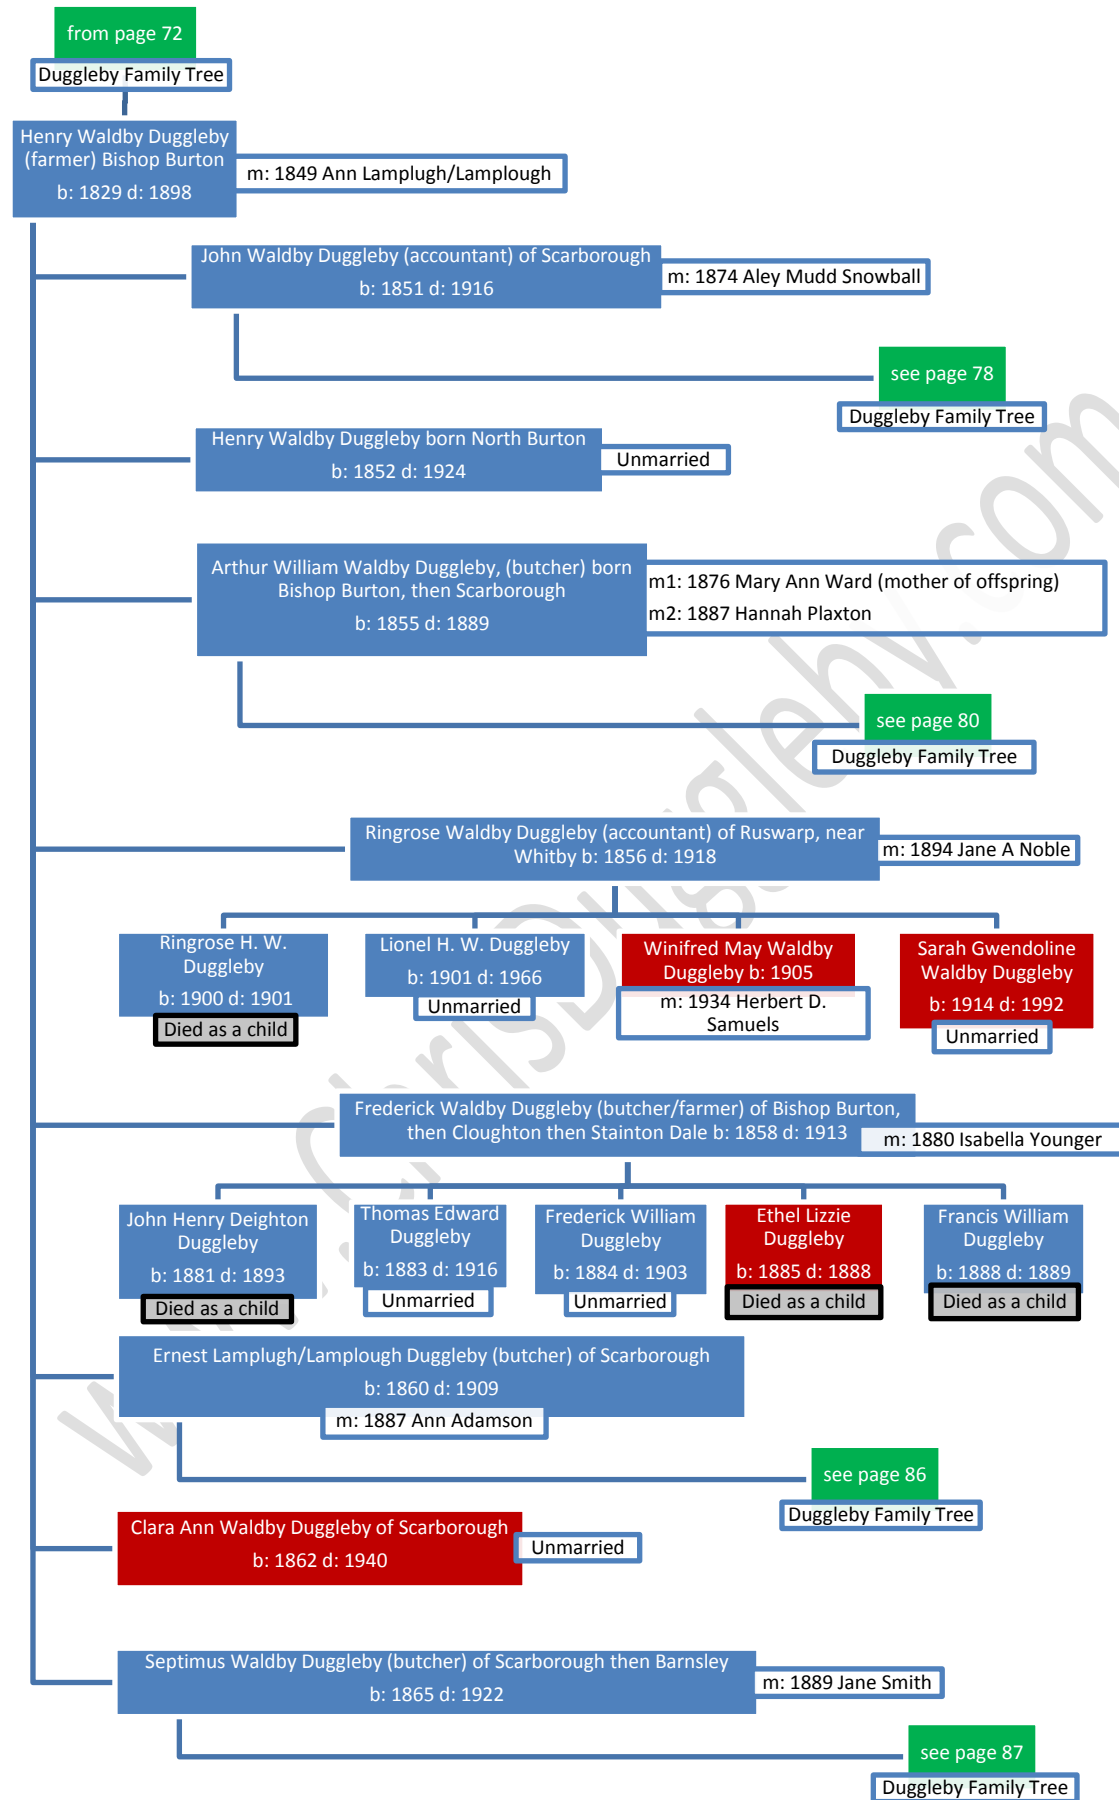 from page 72
Duggleby Family Tree
Henry Waldby Duggleby
(farmer) Bishop Burton
b: 1829 d: 1898
m: 1849 Ann Lamplugh/Lamplough
John Waldby Duggleby (accountant) of Scarborough
b: 1851 d: 1916
m: 1874 Aley Mudd Snowball
see page 78
Duggleby Family Tree
Henry Waldby Duggleby born North Burton
b: 1852 d: 1924
Unmarried
Arthur William Waldby Duggleby, (butcher) born
Bishop Burton, then Scarborough
b: 1855 d: 1889
m1: 1876 Mary Ann Ward (mother of offspring)
m2: 1887 Hannah Plaxton
see page 80
Duggleby Family Tree
Ringrose Waldby Duggleby (accountant) of Ruswarp, near
Whitby b: 1856 d: 1918
m: 1894 Jane A Noble
Ringrose H. W.
Duggleby
b: 1900 d: 1901
Died as a child
Lionel H. W. Duggleby
b: 1901 d: 1966
Unmarried
Winifred May Waldby
Duggleby b: 1905
m: 1934 Herbert D.
Samuels
Sarah Gwendoline
Waldby Duggleby
b: 1914 d: 1992
Unmarried
Frederick Waldby Duggleby (butcher/farmer) of Bishop Burton,
then Cloughton then Stainton Dale b: 1858 d: 1913
m: 1880 Isabella Younger
John Henry Deighton
Duggleby
b: 1881 d: 1893
Died as a child
Thomas Edward
Duggleby
b: 1883 d: 1916
Unmarried
Frederick William
Duggleby
b: 1884 d: 1903
Unmarried
Ethel Lizzie
Duggleby
b: 1885 d: 1888
Died as a child
Francis William
Duggleby
b: 1888 d: 1889
Died as a child
Ernest Lamplugh/Lamplough Duggleby (butcher) of Scarborough
b: 1860 d: 1909
m: 1887 Ann Adamson
see page 86
Duggleby Family Tree
Clara Ann Waldby Duggleby of Scarborough
b: 1862 d: 1940
Unmarried
Septimus Waldby Duggleby (butcher) of Scarborough then Barnsley
b: 1865 d: 1922
m: 1889 Jane Smith
see page 87
Duggleby Family Tree
www.ChrisDuggleby.com